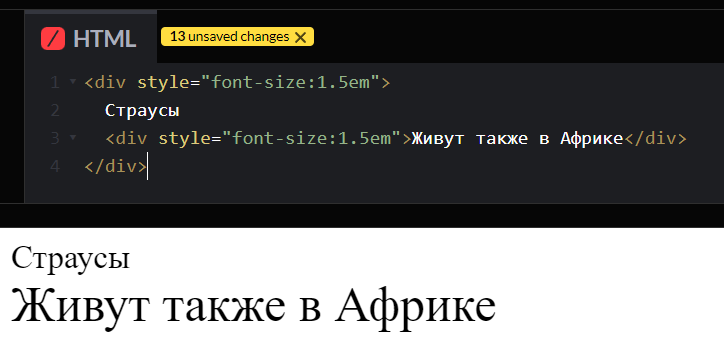 HTML
13 unsaved changes ×
1 <div style="font-size:1.5em">
2 Страусы
3 <div style="font-size:1.5em">Живут также в Африке</div>
4 </div>
Страусы
Живут также в Африке